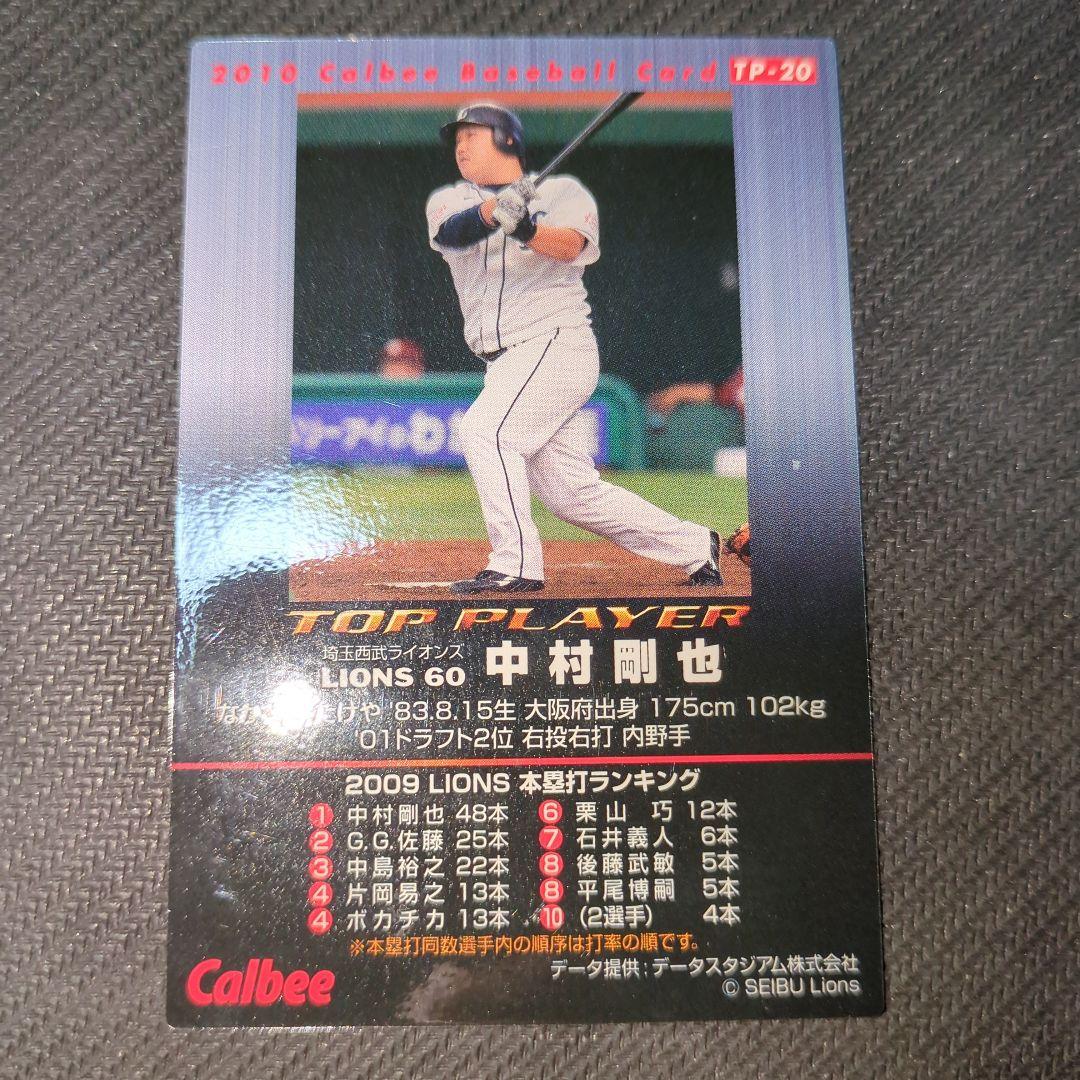 2010 Calbee Baseball Card TP-20
TOP PLAYER
埼玉西武ライオンズ
LIONS 60 中村剛也
'83.8.15生 大阪府出身 175cm 102kg
'01ドラフト2位 右投右打 内野手
2009 LIONS 本塁打ランキング
1 中村剛也 48本 6 栗山 巧 12本
2 G.G.佐藤 25本 7 石井義人 6本
3 中島裕之 22本 8 後藤武敏 5本
4 片岡易之 13本 8 平尾博嗣 5本
4 ボカチカ 13本 10 (2選手) 4本
※本塁打同数選手内の順序は打率の順です。
データ提供:データスタジアム株式会社
Calbee © SEIBU Lions